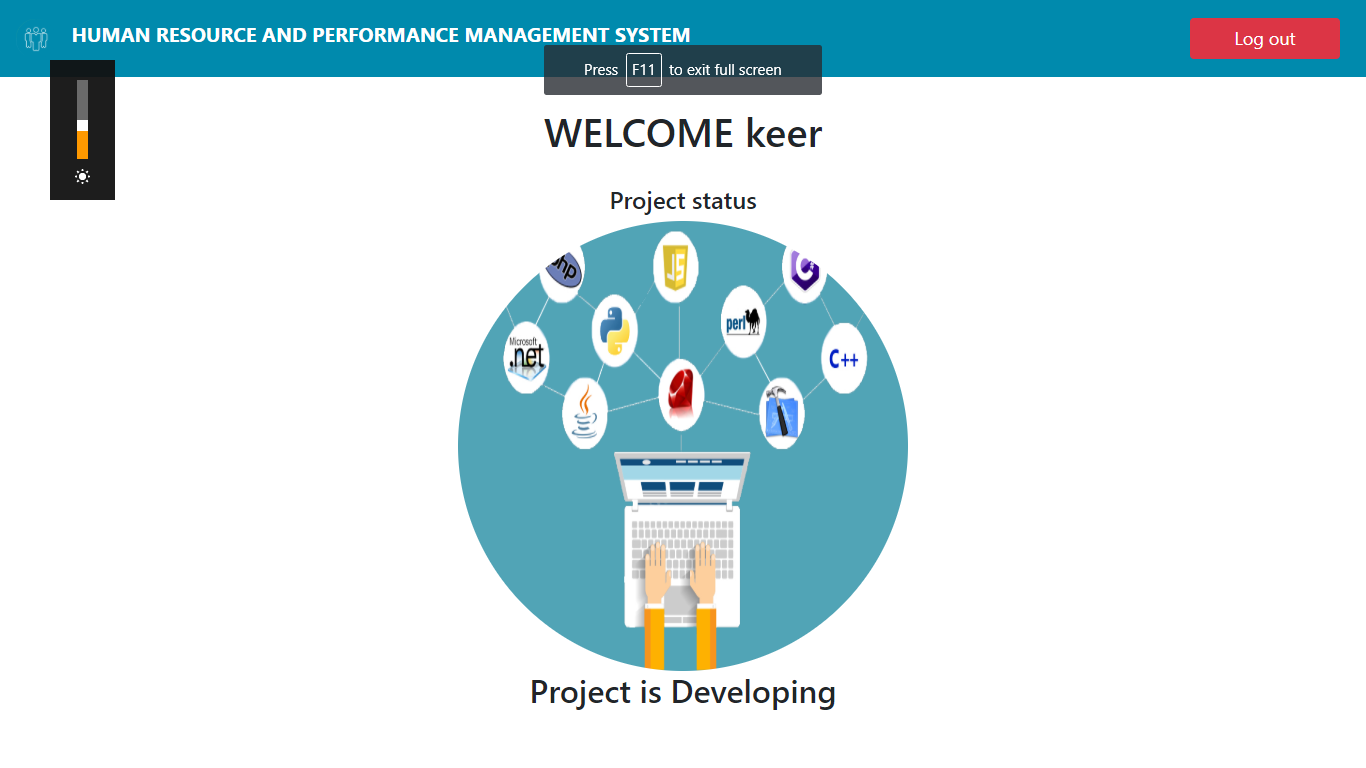 HUMAN RESOURCE AND PERFORMANCE MANAGEMENT SYSTEM
Log out
Press F11 to exit full screen
WELCOME keer
Project status
php
JS
C
perl
Microsoft
.net
C++
Project is Developing